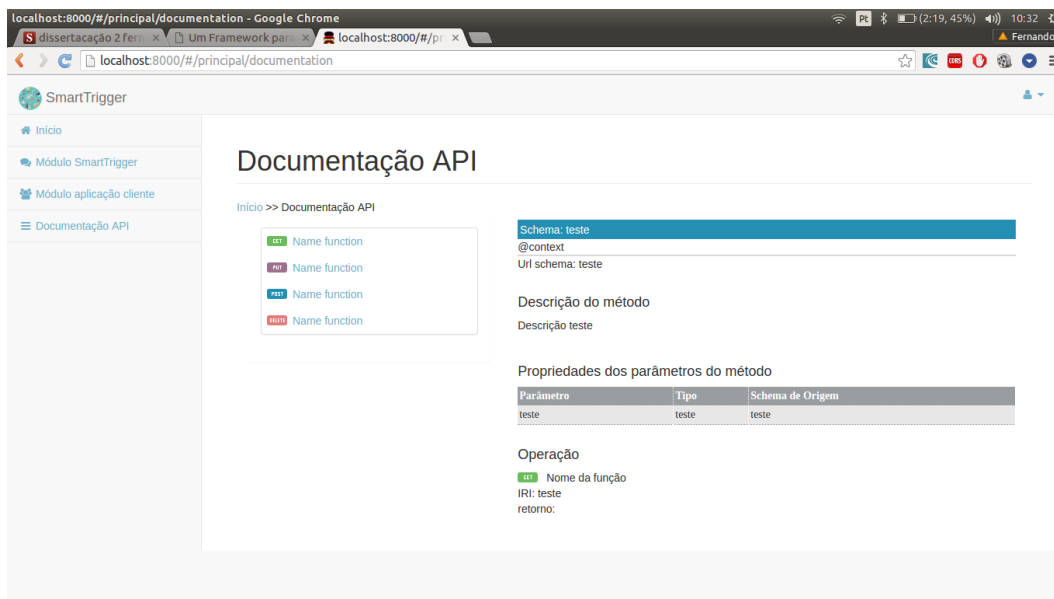 localhost:8000/#/principal/documentation - Google Chrome
Pt (2:19, 45%) 10:32
dissertacação 2 fern × Um Framework para × localhost:8000/#/pr × Fernando
localhost:8000/#/principal/documentation CORS
SmartTrigger
Início
Módulo SmartTrigger
Módulo aplicação cliente
Documentação API
Documentação API
Início >> Documentação API
GET Name function
PUT Name function
POST Name function
DELETE Name function
Schema: teste
@context
Url schema: teste
Descrição do método
Descrição teste
Propriedades dos parâmetros do método
Parâmetro Tipo Schema de Origem
teste teste teste
Operação
GET Nome da função
IRI: teste
retorno: